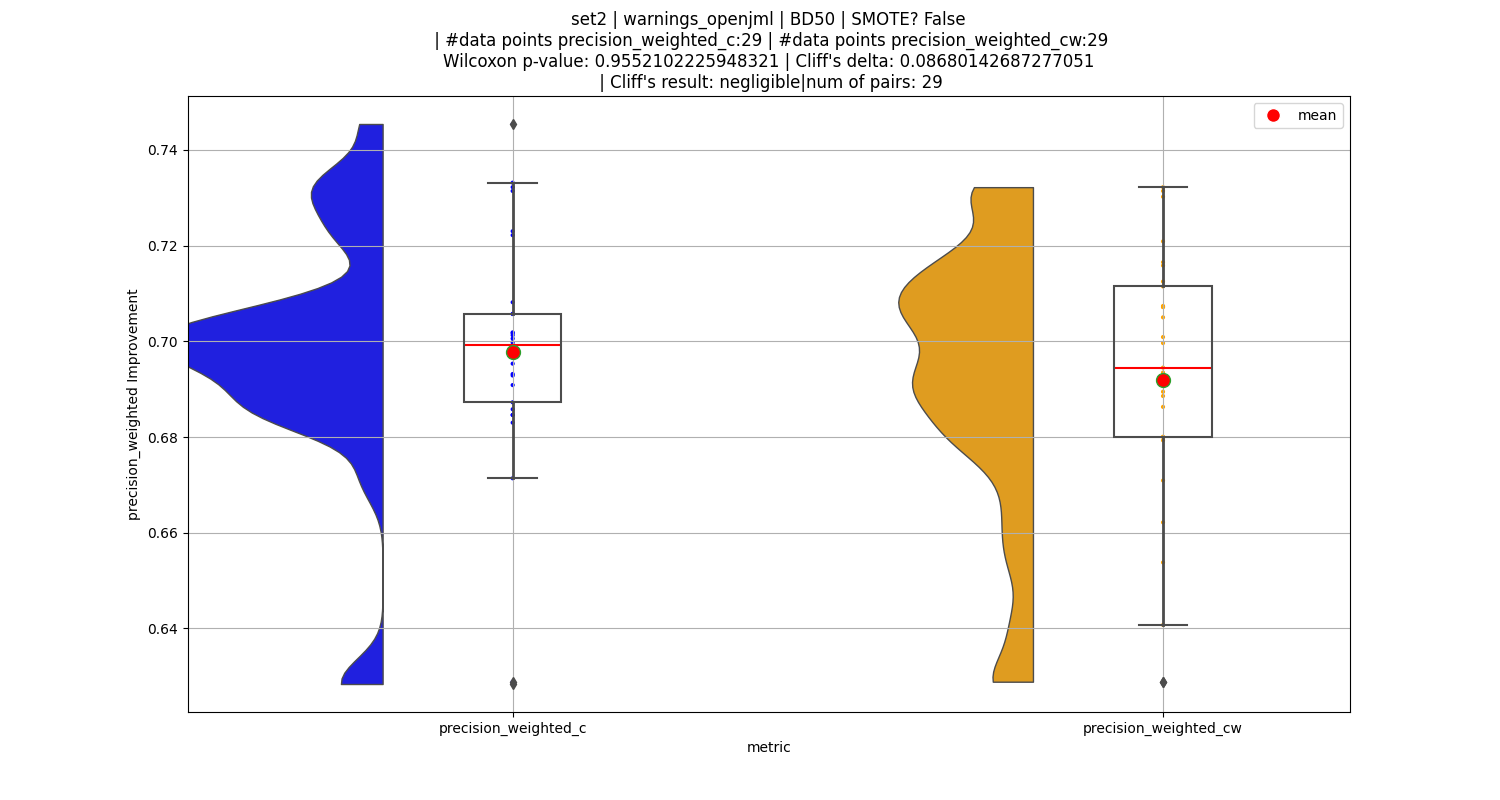 set2 | warnings_openjml | BD50 | SMOTE? False
| #data points precision_weighted_c:29 | #data points precision_weighted_cw:29
Wilcoxon p-value: 0.9552102225948321 | Cliff's delta: 0.08680142687277051
| Cliff's result: negligible|num of pairs: 29
mean
0.74
0.72
0.70
0.68
0.66
0.64
precision_weighted Improvement
precision_weighted_c
precision_weighted_cw
metric